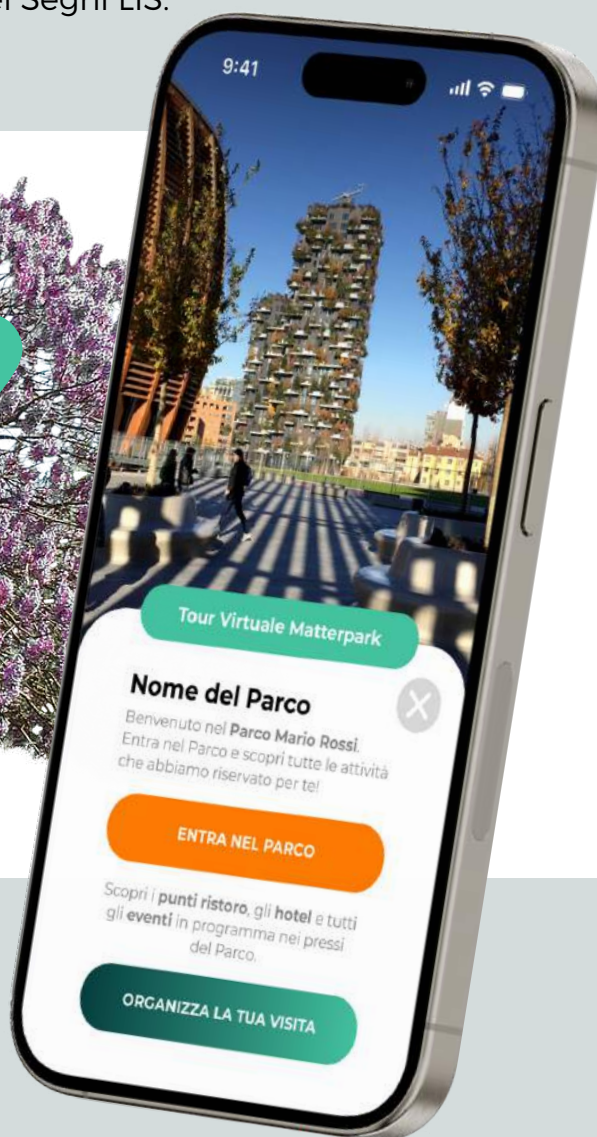 Segni LIS.
9:41
Tour Virtuale Matterpark
Nome del Parco
Benvenuto nel Parco Mario Rossi.
Entra nel Parco e scopri tutte le attività
che abbiamo riservato per te!
ENTRA NEL PARCO
Scopri i punti ristoro, gli hotel e tutti
gli eventi in programma nei pressi
del Parco.
ORGANIZZA LA TUA VISITA